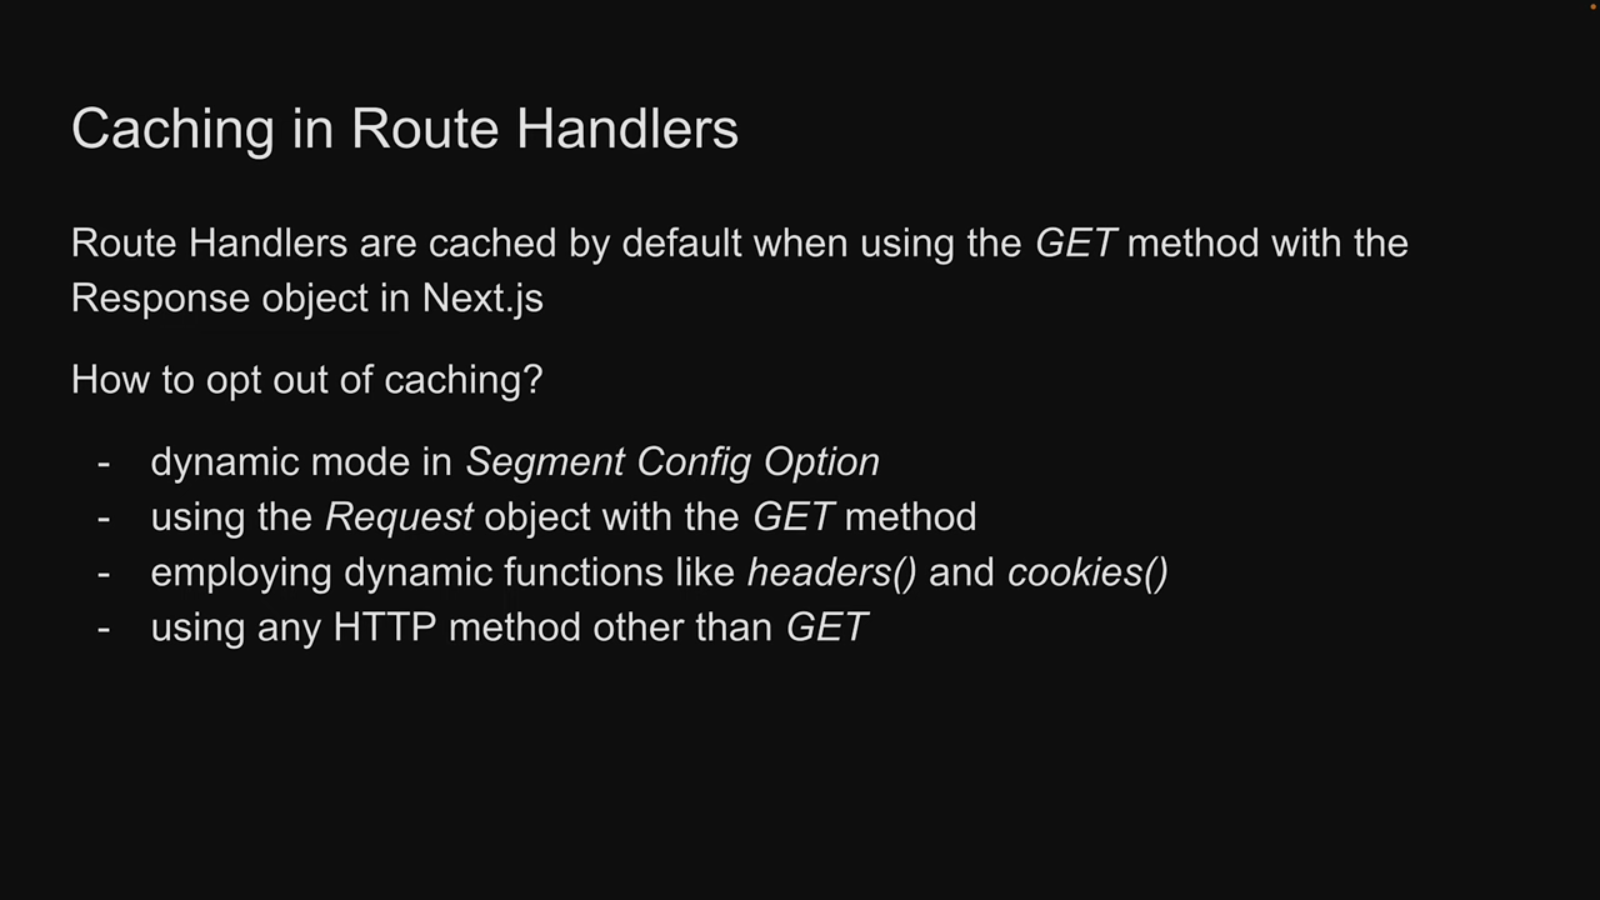 Caching in Route Handlers
Route Handlers are cached by default when using the GET method with the
Response object in Next.js
How to opt out of caching?
- dynamic mode in Segment Config Option
- using the Request object with the GET method
- employing dynamic functions like headers() and cookies()
- using any HTTP method other than GET